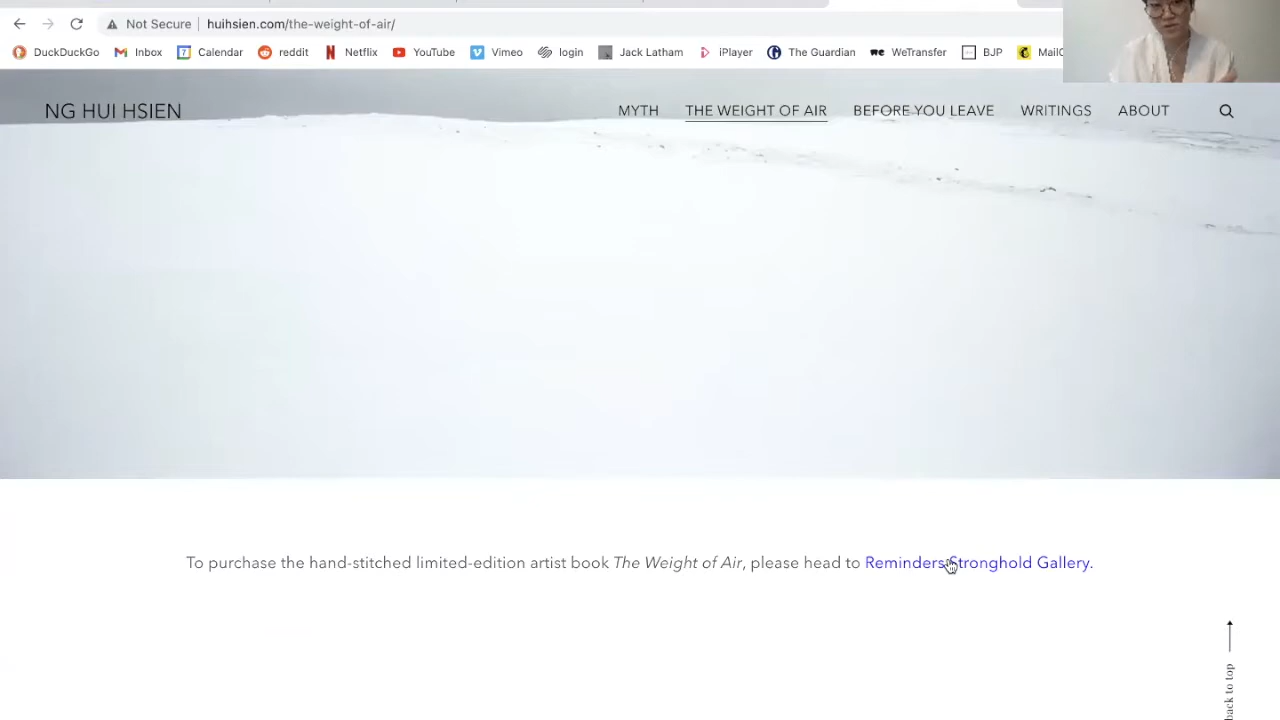 Not Secure huihsien.com/the-weight-of-air/
DuckDuckGo Inbox 7 Calendar reddit Netflix YouTube Vimeo login Jack Latham iPlayer The Guardian WeTransfer BJP MailC
NG HUI HSIEN MYTH THE WEIGHT OF AIR BEFORE YOU LEAVE WRITINGS ABOUT
To purchase the hand-stitched limited-edition artist book The Weight of Air, please head to Reminders Stronghold Gallery.
back to top